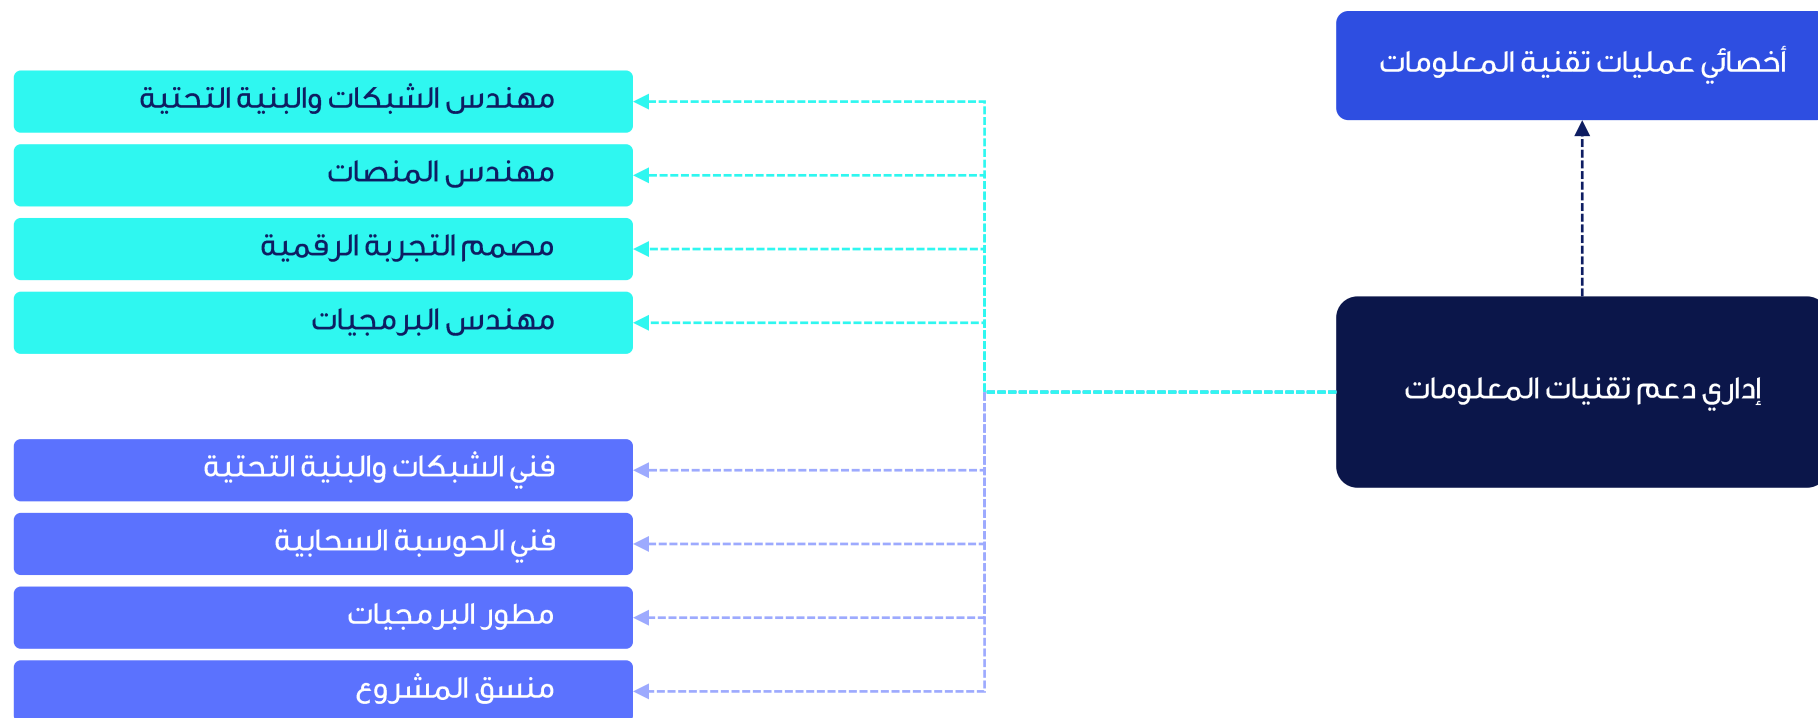 أخصائي عمليات تقنية المعلومات
إداري دعم تقنيات المعلومات
مهندس الشبكات والبنية التحتية
مهندس المنصات
مصمم التجربة الرقمية
مهندس البرمجيات
فني الشبكات والبنية التحتية
فني الحوسبة السحابية
مطور البرمجيات
منسق المشروع